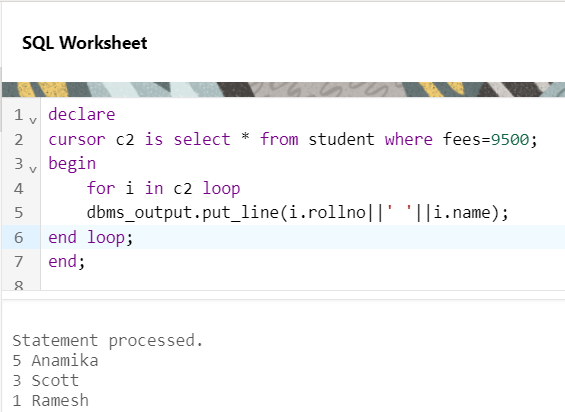 SQL Worksheet
1 declare
2 cursor c2 is select * from student where fees=9500;
3 begin
4 for i in c2 loop
5 dbms_output.put_line(i.rollno||' '||i.name);
6 end loop;
7 end;
8
Statement processed.
5 Anamika
3 Scott
1 Ramesh